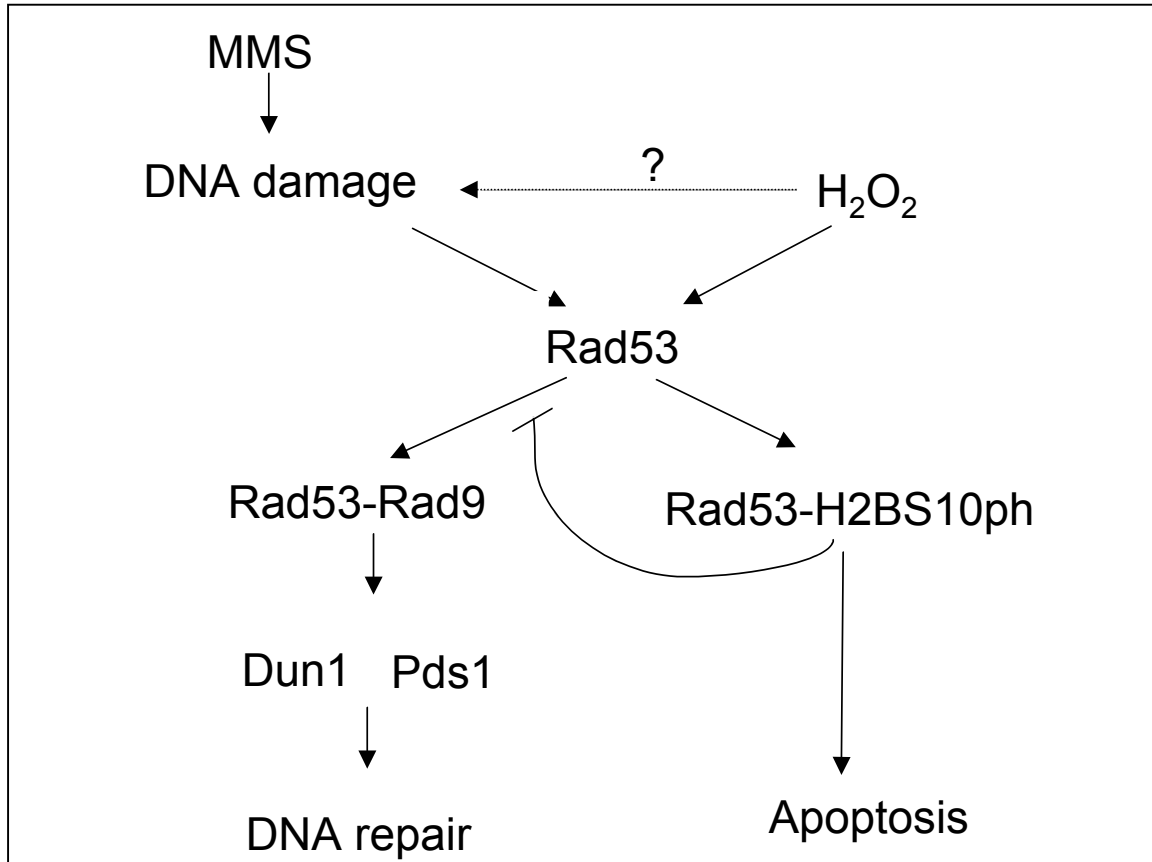 MMS
DNA damage
?
H₂O₂
Rad53
Rad53-Rad9
Rad53-H2BS10ph
Dun1 Pds1
DNA repair
Apoptosis